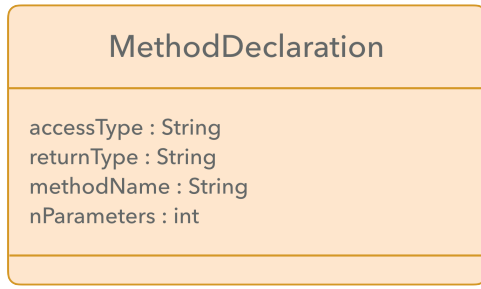 MethodDeclaration
accessType : String
returnType : String
methodName : String
nParameters : int